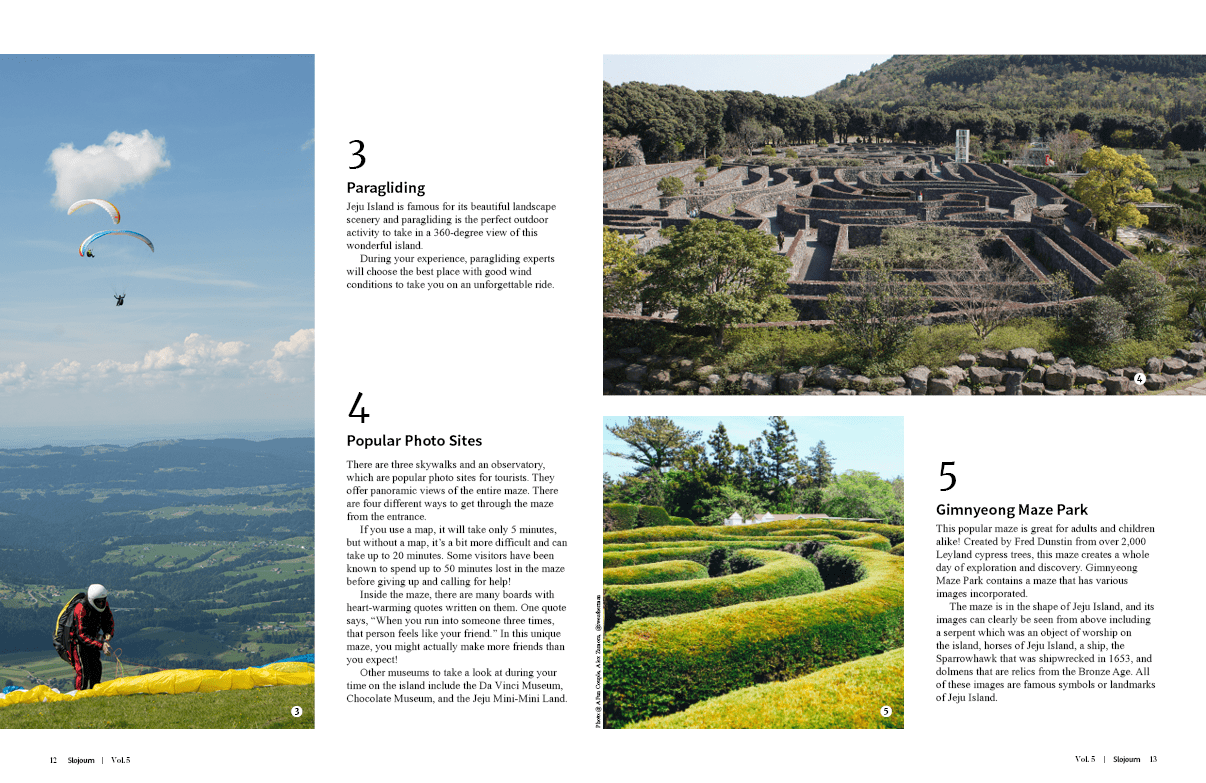 3
Paragliding
Jeju Island is famous for its beautiful landscape
scenery and paragliding is the perfect outdoor
activity to take in a 360-degree view of this
wonderful island.
During your experience, paragliding experts
will choose the best place with good wind
conditions to take you on an unforgettable ride.
4
Popular Photo Sites
There are three skywalks and an observatory,
which are popular photo sites for tourists. They
offer panoramic views of the entire maze. There
are four different ways to get through the maze
from the entrance.
If you use a map, it will take only 5 minutes,
but without a map, it's a bit more difficult and can
take up to 20 minutes. Some visitors have been
known to spend up to 50 minutes lost in the maze
before giving up and calling for help!
Inside the maze, there are many boards with
heart-warming quotes written on them. One quote
says, “When you run into someone three times,
that person feels like your friend.” In this unique
maze, you might actually make more friends than
you expect!
Other museums to take a look at during your
time on the island include the Da Vinci Museum,
Chocolate Museum, and the Jeju Mini-Mini Land.
3
12 Slojourn | Vol.5
4
Photo @ A Fun Couple, Alex Zamora,
5
5
Gimnyeong Maze Park
This popular maze is great for adults and children
alike! Created by Fred Dunstin from over 2,000
Leyland cypress trees, this maze creates a whole
day of exploration and discovery. Gimnyeong
Maze Park contains a maze that has various
images incorporated.
The maze is in the shape of Jeju Island, and its
images can clearly be seen from above including
a serpent which was an object of worship on
the island, horses of Jeju Island, a ship, the
Sparrowhawk that was shipwrecked in 1653, and
dolmens that are relics from the Bronze Age. All
of these images are famous symbols or landmarks
of Jeju Island.
Vol. 5 | Slojourn 13